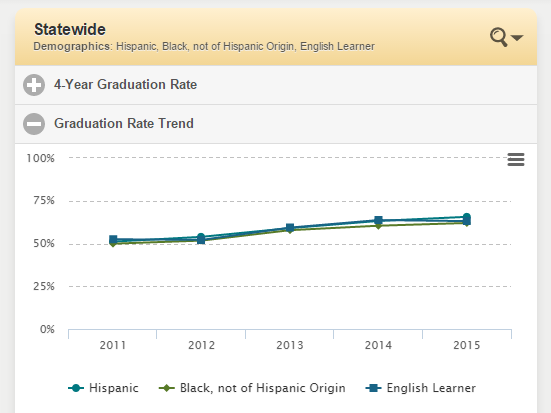 Statewide
Demographics: Hispanic, Black, not of Hispanic Origin, English Learner
4-Year Graduation Rate
Graduation Rate Trend
100%
75%
50%
25%
0%
2011 2012 2013 2014 2015
Hispanic Black, not of Hispanic Origin English Learner